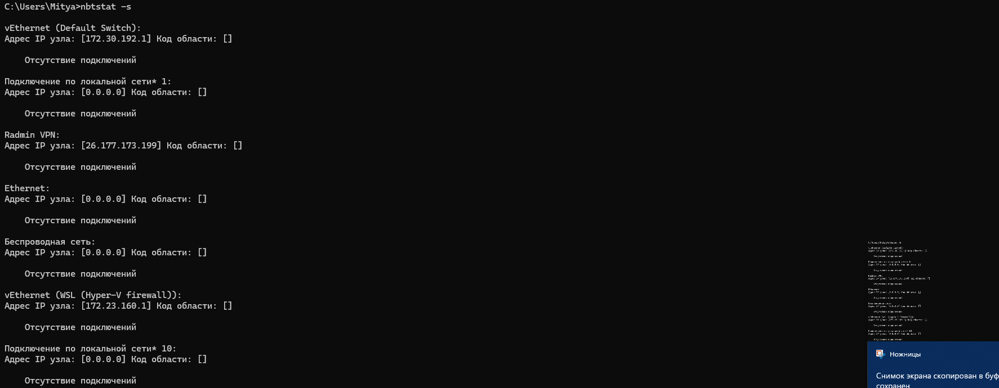 C:\Users\Mitya>nbtstat -s
vEthernet (Default Switch):
Адрес IP узла: [172.30.192.1] Код области: []
Отсутствие подключений
Подключение по локальной сети* 1:
Адрес IP узла: [0.0.0.0] Код области: []
Отсутствие подключений
Radmin VPN:
Адрес IP узла: [26.177.173.199] Код области: []
Отсутствие подключений
Ethernet:
Адрес IP узла: [0.0.0.0] Код области: []
Отсутствие подключений
Беспроводная сеть:
Адрес IP узла: [0.0.0.0] Код области: []
Отсутствие подключений
vEthernet (WSL (Hyper-V firewall)):
Адрес IP узла: [172.23.160.1] Код области: []
Отсутствие подключений
Подключение по локальной сети* 10:
Адрес IP узла: [0.0.0.0] Код области: []
Отсутствие подключений
Ножницы
Снимок экрана скопирован в буф
сохранен